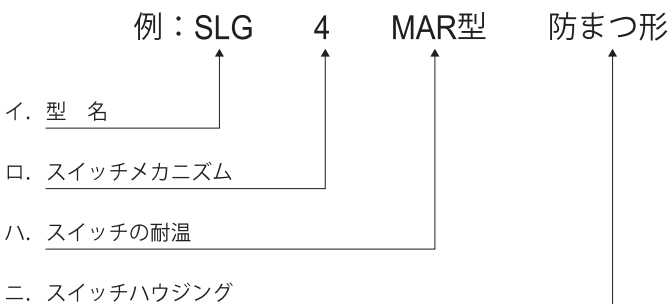 例：SLG 4 MAR型 防まつ形
イ. 型 名
ロ. スイッチメカニズム
ハ. スイッチの耐温
ニ. スイッチハウジング